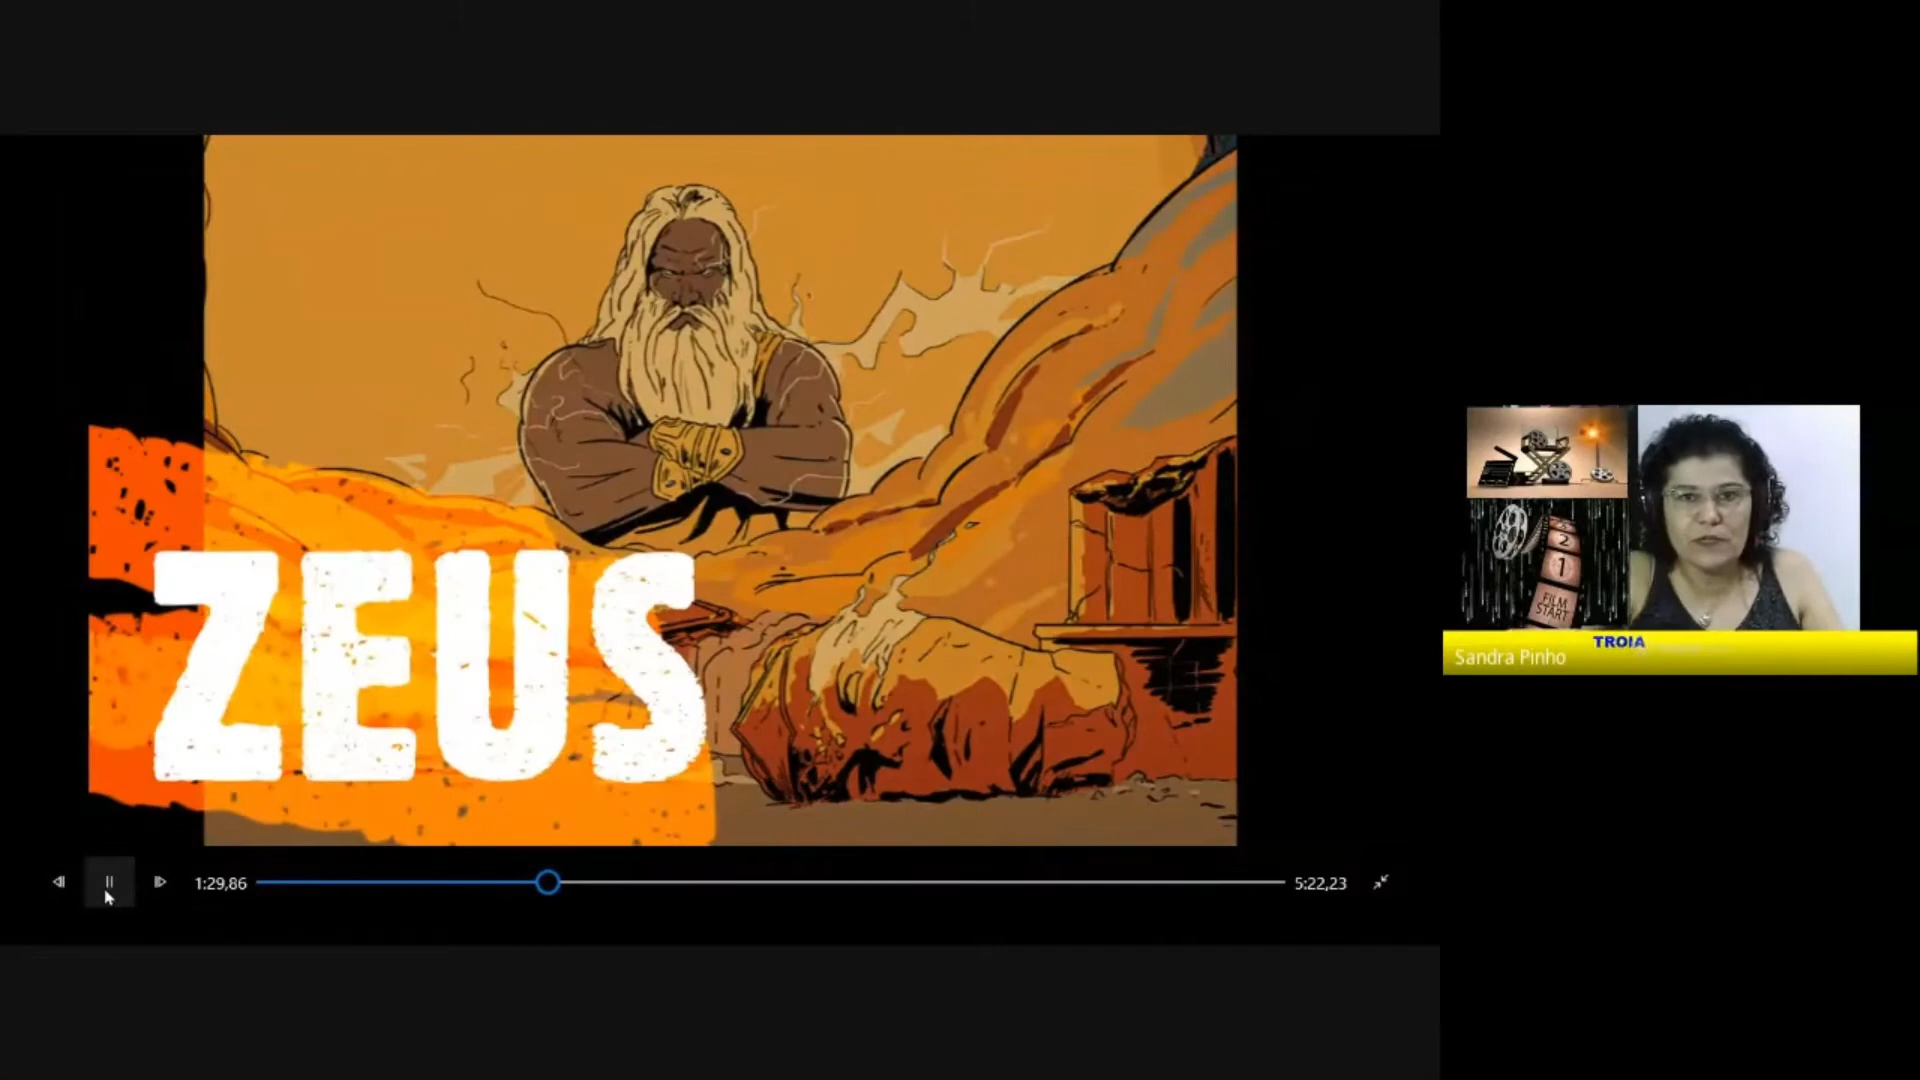 ZEUS
1:29,86
5:22,23
2
1
FILM
START
TROIA
Sandra Pinho